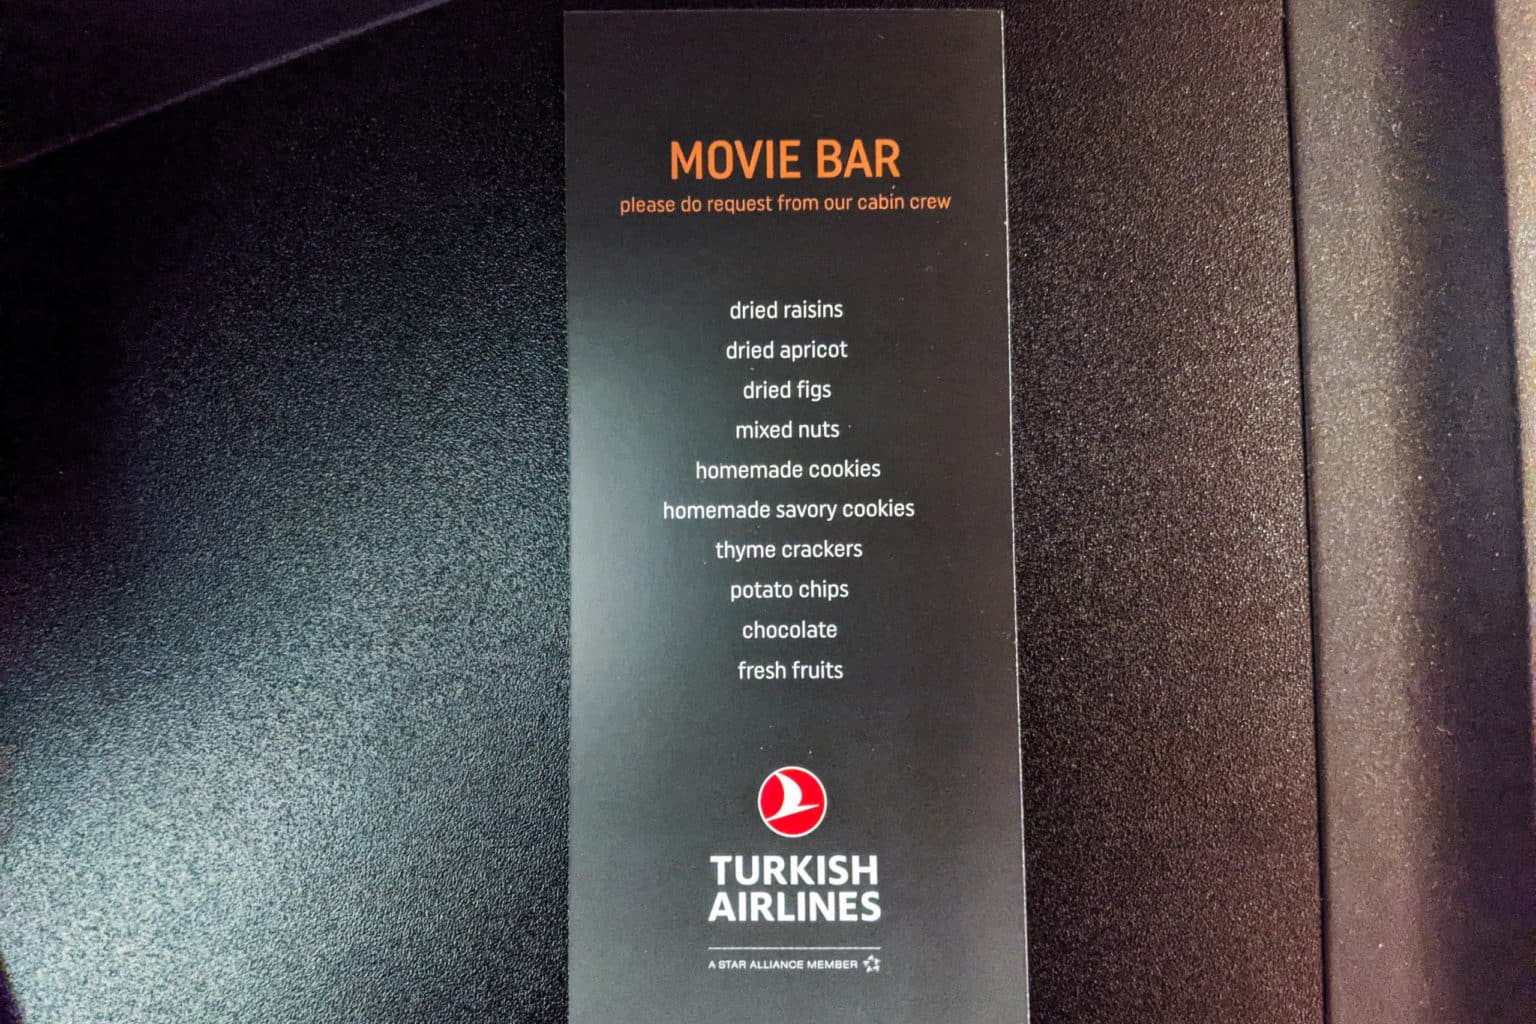 MOVIE BAR
please do request from our cabin crew
dried raisins
dried apricot
dried figs
mixed nuts
homemade cookies
homemade savory cookies
thyme crackers
potato chips
chocolate
fresh fruits
TURKISH
AIRLINES
A STAR ALLIANCE MEMBER